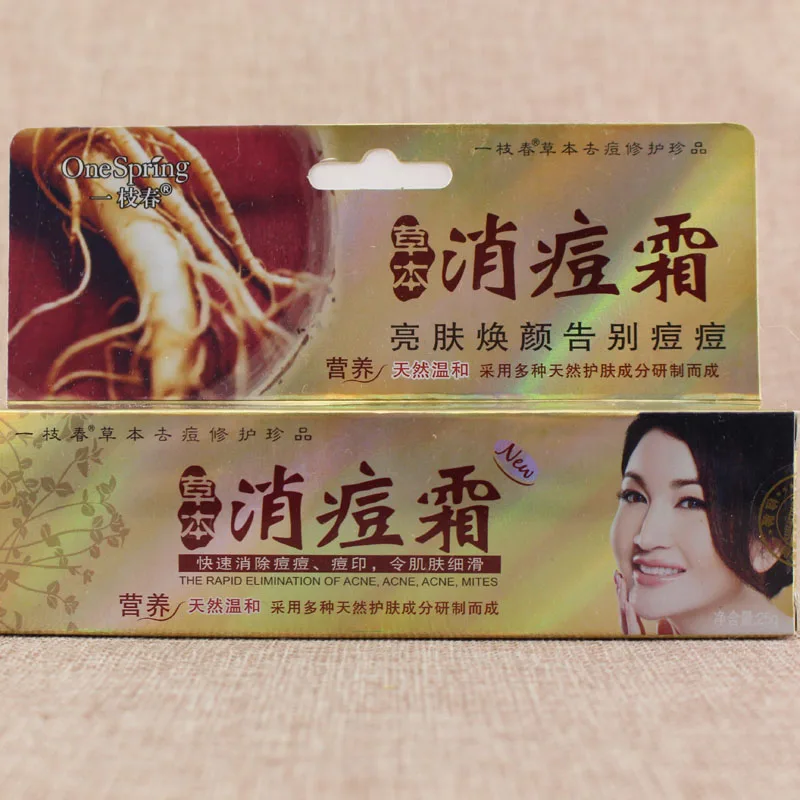 OneSpring
一枝春®
一枝春®草本去痘修护珍品
草本 消痘霜
亮肤焕颜告别痘痘
营养 天然温和 采用多种天然护肤成分研制而成
一枝春®草本去痘修护珍品
草本 消痘霜
New
快速消除痘痘、痘印，令肌肤细滑
THE RAPID ELIMINATION OF ACNE, ACNE, ACNE, MITES
营养 天然温和 采用多种天然护肤成分研制而成
净含量25g